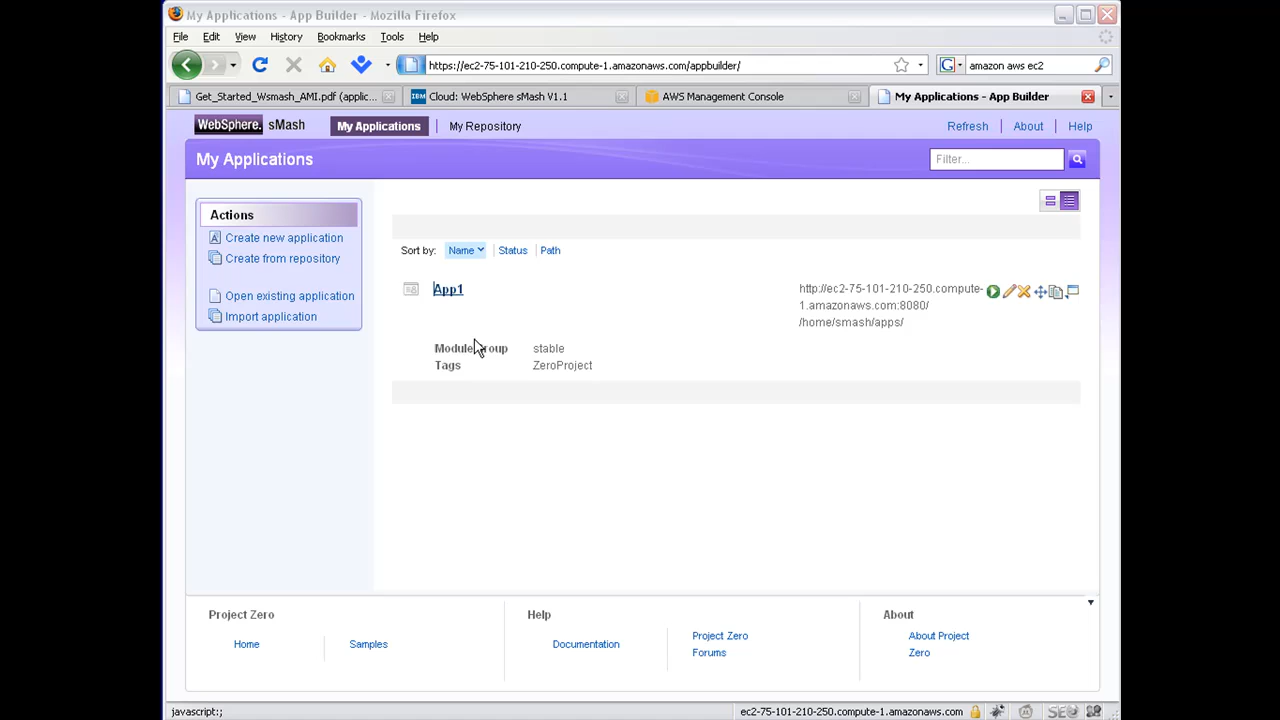 My Applications - App Builder - Mozilla Firefox
File Edit View History Bookmarks Tools Help
https://ec2-75-101-210-250.compute-1.amazonaws.com/appbuilder/
amazon aws ec2
Get_Started_Wsmash_AMI.pdf (applic... Cloud: WebSphere sMash V1.1 AWS Management Console My Applications - App Builder
WebSphere. sMash My Applications | My Repository Refresh | About | Help
My Applications
Filter...
Actions
Create new application
Create from repository
Open existing application
Import application
Sort by: Name | Status | Path
App1
http://ec2-75-101-210-250.compute-
1.amazonaws.com:8080/
/home/smash/apps/
stable
Tags ZeroProject
Project Zero
Home
Samples
Help
Documentation
Project Zero
Forums
About
About Project
Zero
javascript:;
ec2-75-101-210-250.compute-1.amazonaws.com